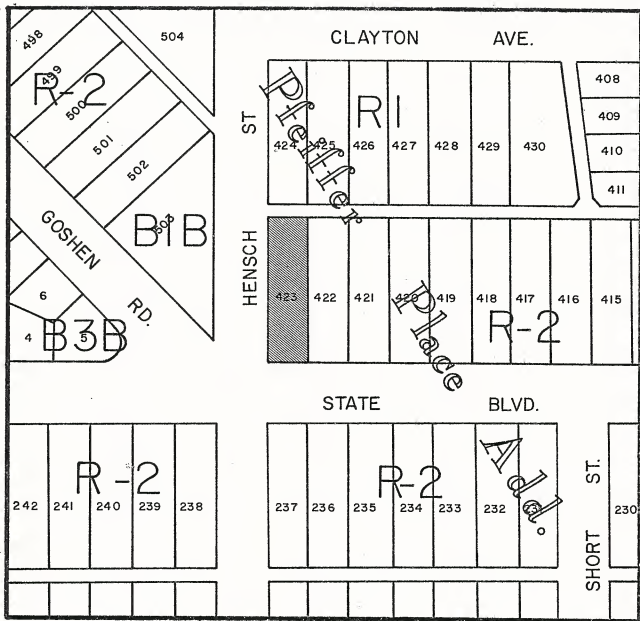 CLAYTON AVE.
504
498
499
R-2
500
501
502
503
B1B
GOSHEN RD.
HENSCH ST
Pfeiffer Place Add.
R1
424 425 426 427 428 429 430
408
409
410
411
6
4
5
B3B
423 422 421 420 419 418 417 416 415
R-2
STATE BLVD.
R-2
242 241 240 239 238
R-2
237 236 235 234 233 232
SHORT ST.
230